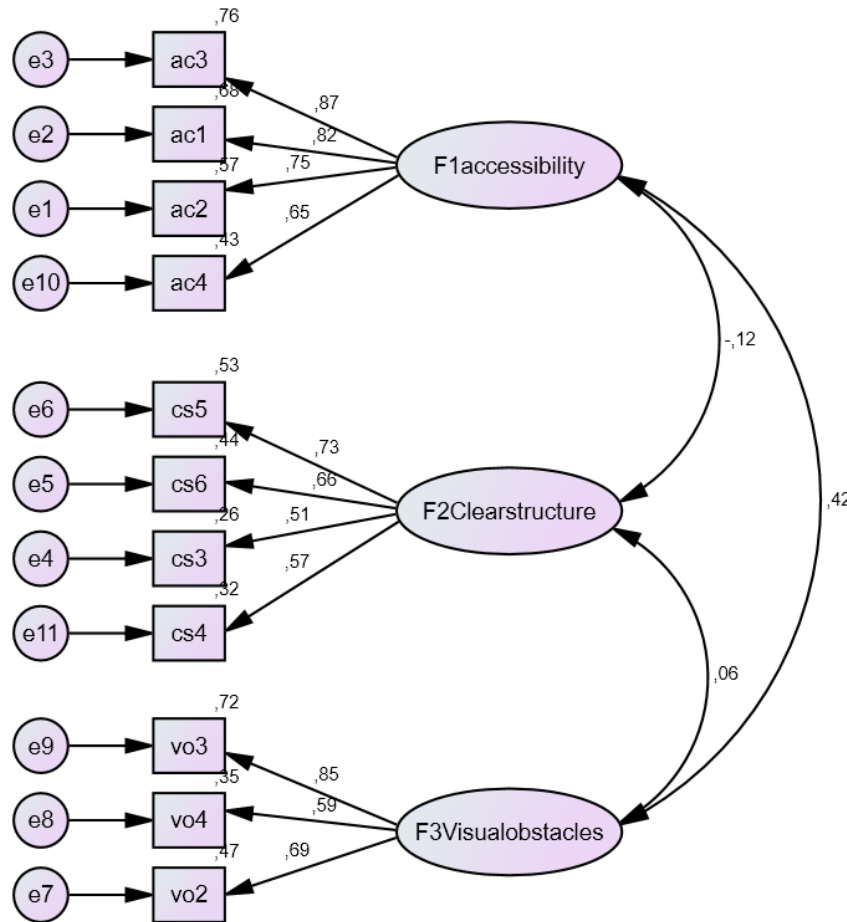 ,76
e3 ac3
,87
,68
e2 ac1
,82
F1accessibility
,57
,75
e1 ac2
,65
,43
e10 ac4
-,12
,53
e6 cs5
,44
,73
e5 cs6
,66
,42
F2Clearstructure
,26
,51
e4 cs3
,57
,32
e11 cs4
,06
,72
e9 vo3
,35
,85
e8 vo4
,59
F3Visualobstacles
,47
,69
e7 vo2